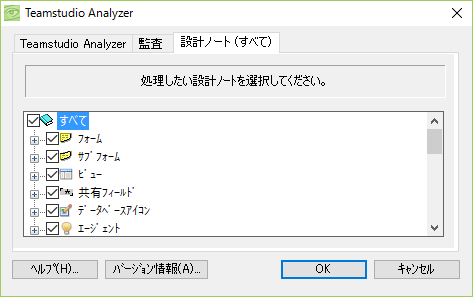 Teamstudio Analyzer
Teamstudio Analyzer 監査 設計ノート (すべて)
処理したい設計ノートを選択してください。
すべて
フォーム
サブフォーム
ビュー
共有フィールド
データベースアイコン
エージェント
ヘルプ(H)... バージョン情報(A)... OK キャンセル